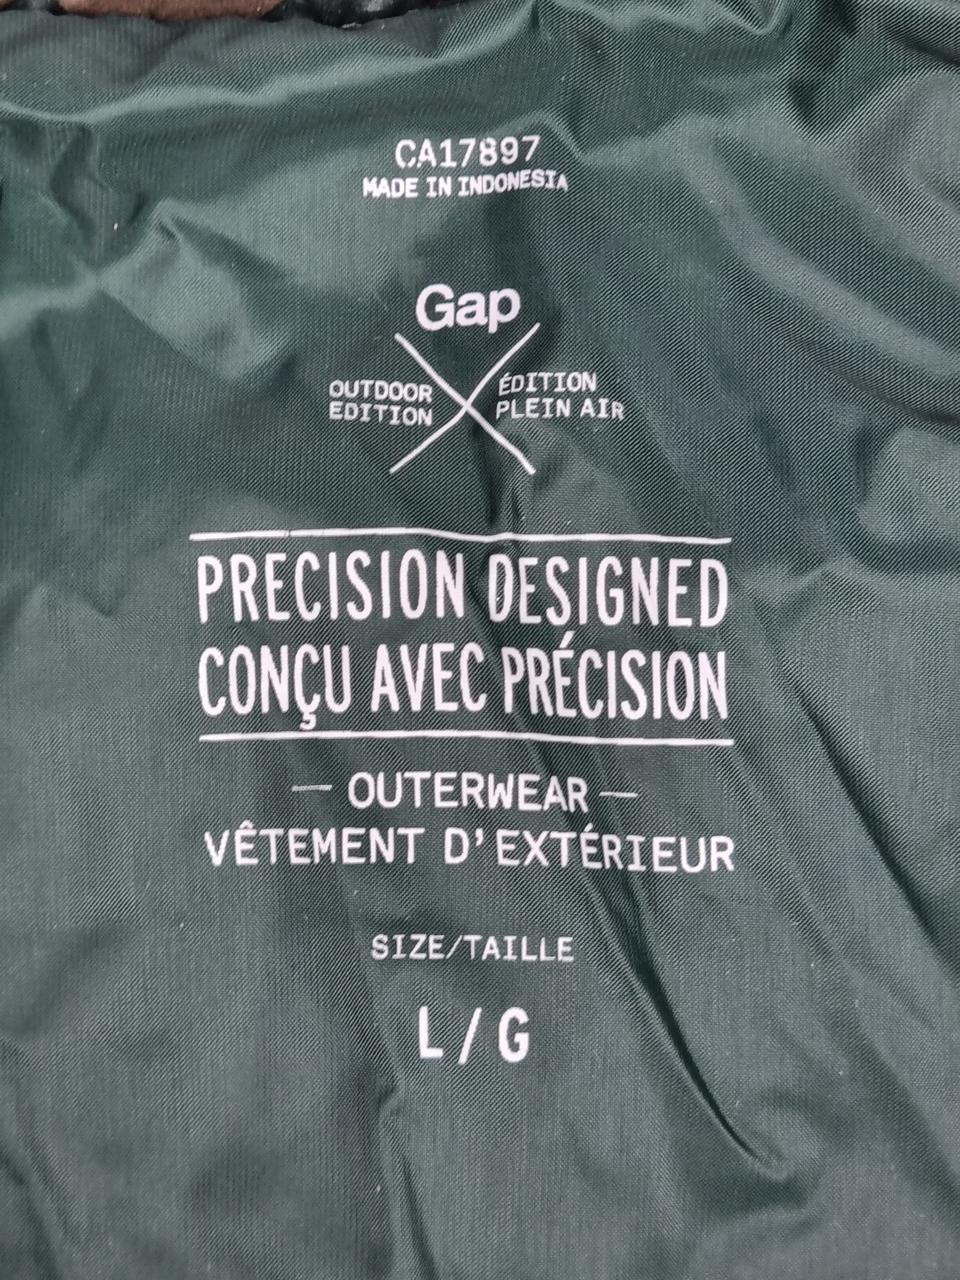 CA17897
MADE IN INDONESIA
Gap
OUTDOOR
EDITION
ÉDITION
PLEIN AIR
PRECISION DESIGNED
CONÇU AVEC PRÉCISION
— OUTERWEAR —
VÊTEMENT D'EXTÉRIEUR
SIZE/TAILLE
L / G